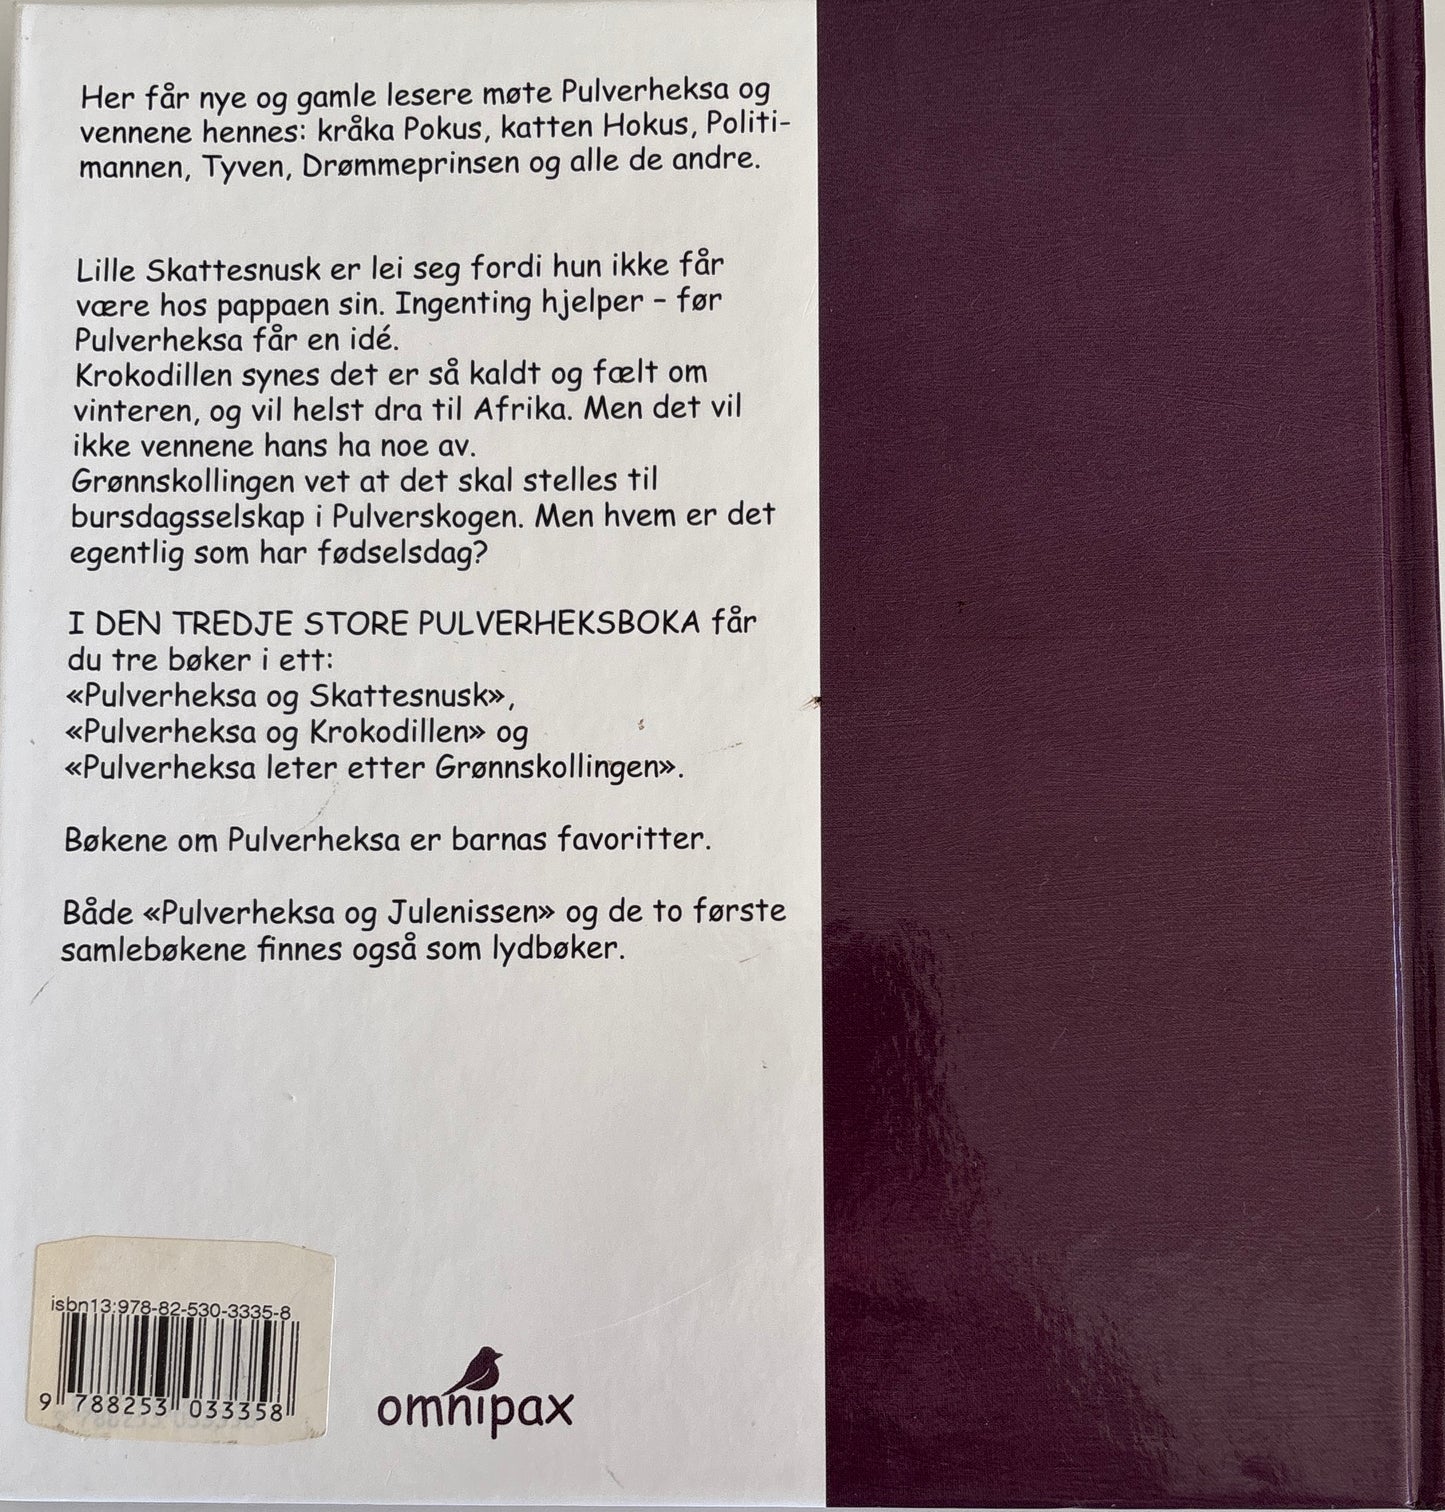 Her får nye og gamle lesere møte Pulverheksa og
vennene hennes: kråka Pokus, katten Hokus, Politi-
mannen, Tyven, Drømmeprinsen og alle de andre.
Lille Skattesnusk er lei seg fordi hun ikke får
være hos pappaen sin. Ingenting hjelper – før
Pulverheksa får en idé.
Krokodillen synes det er så kaldt og fælt om
vinteren, og vil helst dra til Afrika. Men det vil
ikke vennene hans ha noe av.
Grønnskollingen vet at det skal stelles til
bursdagsselskap i Pulverskogen. Men hvem er det
egentlig som har fødselsdag?
I DEN TREDJE STORE PULVERHEKSBOKA får
du tre bøker i ett:
«Pulverheksa og Skattesnusk»,
«Pulverheksa og Krokodillen» og
«Pulverheksa leter etter Grønnskollingen».
Bøkene om Pulverheksa er barnas favoritter.
Både «Pulverheksa og Julenissen» og de to første
samlebøkene finnes også som lydbøker.
isbn13:978-82-530-3335-8
9 788253 033358
omnipax